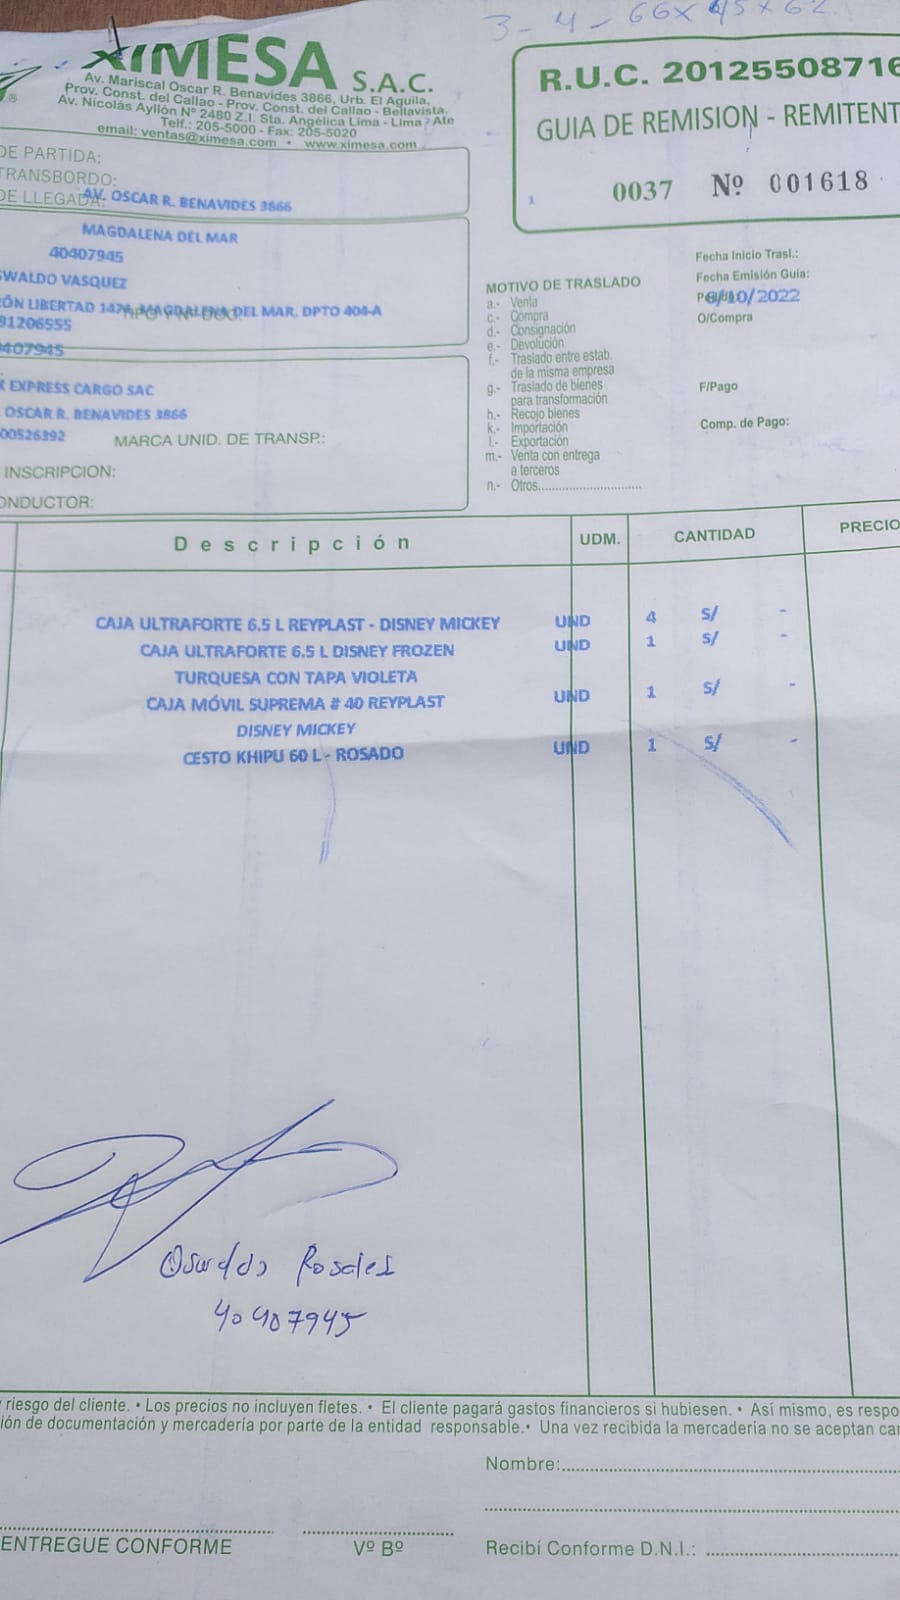 3-4-66x45x62
XIMESA S.A.C.
Av. Mariscal Oscar R. Benavides 3866, Urb. El Aguila,
Prov. Const. del Callao - Prov. Const. del Callao - Bellavista.
Av. Nicolás Ayllón Nº 2480 Z.I. Sta. Angélica Lima - Lima - Ate
Telf.: 205-5000 - Fax: 205-5020
email: ventas@ximesa.com • www.ximesa.com
R.U.C. 20125508716
GUIA DE REMISION - REMITENT
0037 Nº 001618
DE PARTIDA:
TRANSBORDO:
DE LLEGADA: AV. OSCAR R. BENAVIDES 3866
MAGDALENA DEL MAR
40407945
SWALDO VASQUEZ
ÓN LIBERTAD 1474, MAGDALENA DEL MAR, DPTO 404-A
91206555
0407945
EXPRESS CARGO SAC
OSCAR R. BENAVIDES 3866
00526392 MARCA UNID. DE TRANSP.:
INSCRIPCION:
ONDUCTOR:
MOTIVO DE TRASLADO
a.- Venta
c.- Compra
d.- Consignación
e.- Devolución
f.- Traslado entre estab.
de la misma empresa
g.- Traslado de bienes
para transformación
h.- Recojo bienes
k.- Importación
l.- Exportación
m.- Venta con entrega
a terceros
n.- Otros
Fecha Inicio Trasl.:
Fecha Emisión Guía:
/10/2022
O/Compra
F/Pago
Comp. de Pago:
Descripción UDM. CANTIDAD PRECIO
CAJA ULTRAFORTE 6.5 L REYPLAST - DISNEY MICKEY UND 4 S/ -
CAJA ULTRAFORTE 6.5 L DISNEY FROZEN UND 1 S/ -
TURQUESA CON TAPA VIOLETA
CAJA MÓVIL SUPREMA # 40 REYPLAST UND 1 S/ -
DISNEY MICKEY
CESTO KHIPU 60 L - ROSADO UND 1 S/ -
Oswaldo Rosales
40407945
riesgo del cliente. • Los precios no incluyen fletes. • El cliente pagará gastos financieros si hubiesen. • Así mismo, es respo
ión de documentación y mercadería por parte de la entidad responsable. • Una vez recibida la mercadería no se aceptan ca
Nombre:
ENTREGUE CONFORME
Vº Bº
Recibí Conforme D.N.I.: